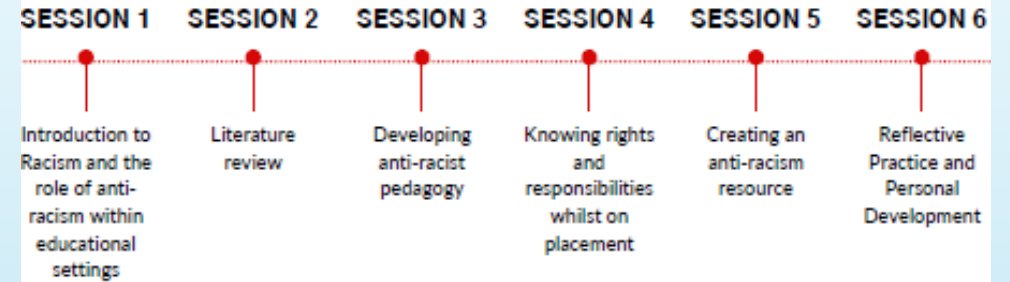 SESSION 1
SESSION 2
SESSION 3
SESSION 4
SESSION 5
SESSION 6
Introduction to
Racism and the
role of anti-
racism within
educational
settings
Literature
review
Developing
anti-racist
pedagogy
Knowing rights
and
responsibilities
whilst on
placement
Creating an
anti-racism
resource
Reflective
Practice and
Personal
Development